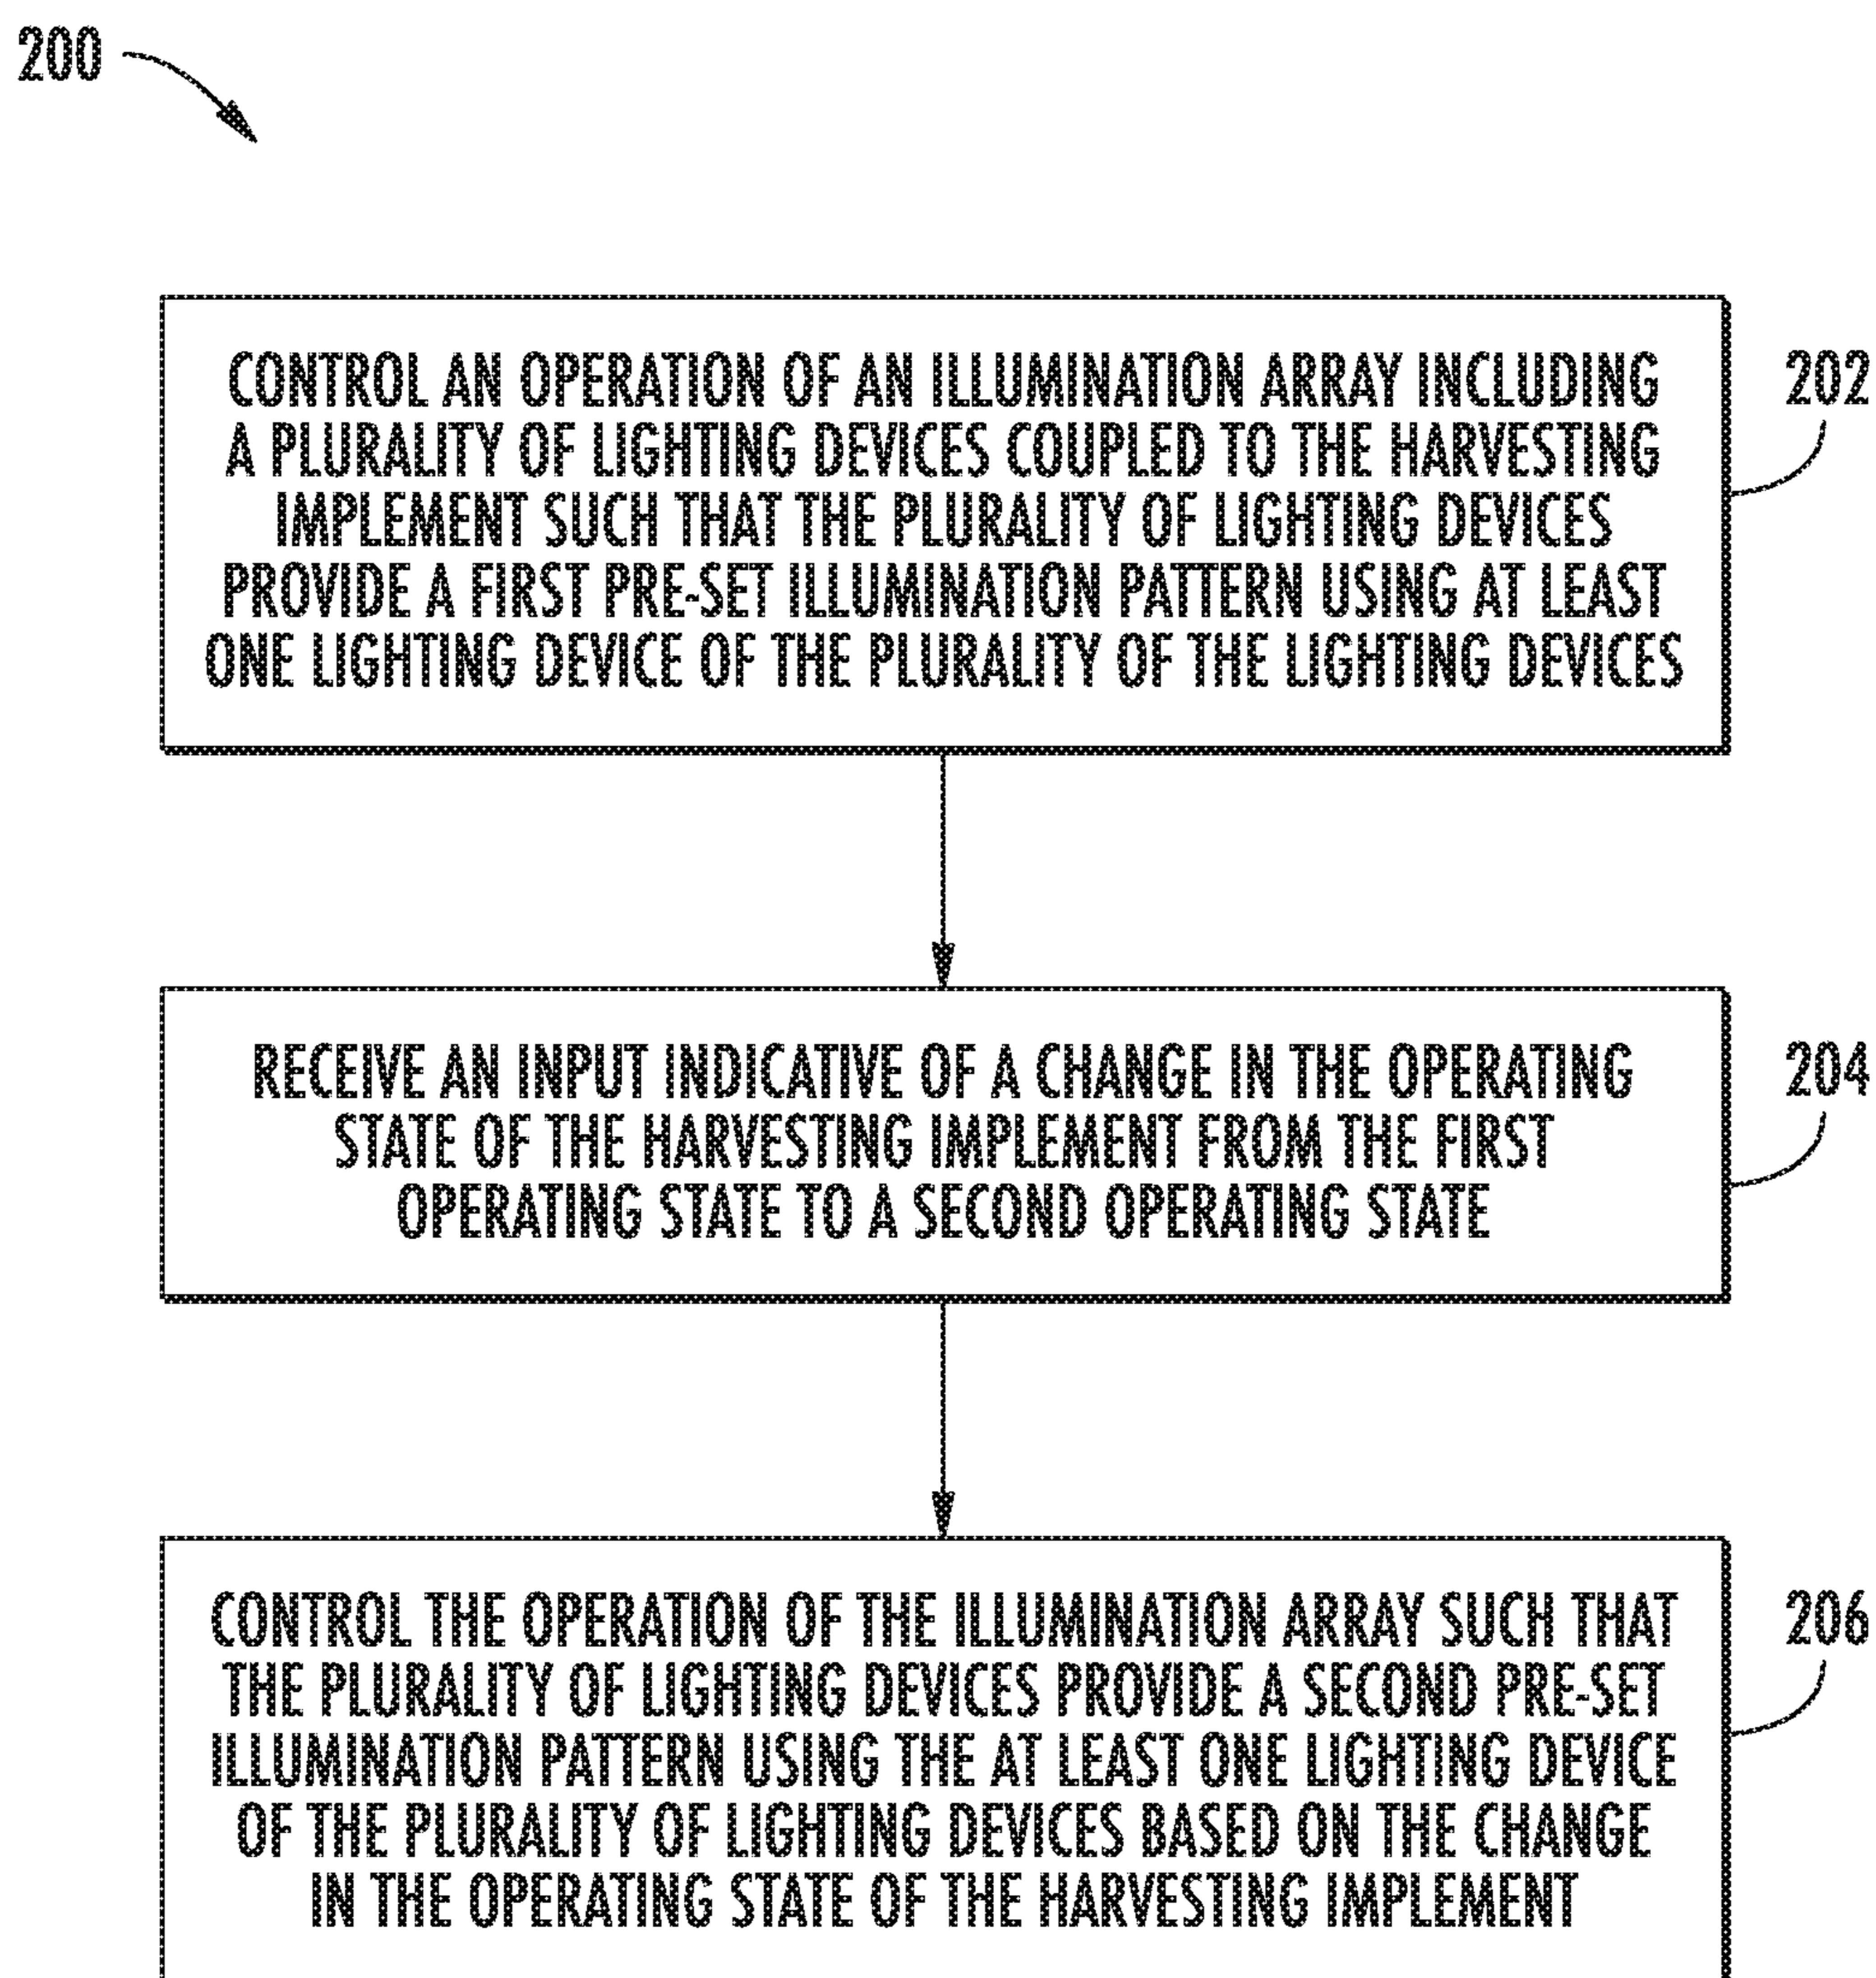 200
CONTROL AN OPERATION OF AN ILLUMINATION ARRAY INCLUDING
A PLURALITY OF LIGHTING DEVICES COUPLED TO THE HARVESTING
IMPLEMENT SUCH THAT THE PLURALITY OF LIGHTING DEVICES
PROVIDE A FIRST PRE-SET ILLUMINATION PATTERN USING AT LEAST
ONE LIGHTING DEVICE OF THE PLURALITY OF THE LIGHTING DEVICES
202
RECEIVE AN INPUT INDICATIVE OF A CHANGE IN THE OPERATING
STATE OF THE HARVESTING IMPLEMENT FROM THE FIRST
OPERATING STATE TO A SECOND OPERATING STATE
204
CONTROL THE OPERATION OF THE ILLUMINATION ARRAY SUCH THAT
THE PLURALITY OF LIGHTING DEVICES PROVIDE A SECOND PRE-SET
ILLUMINATION PATTERN USING THE AT LEAST ONE LIGHTING DEVICE
OF THE PLURALITY OF LIGHTING DEVICES BASED ON THE CHANGE
IN THE OPERATING STATE OF THE HARVESTING IMPLEMENT
206